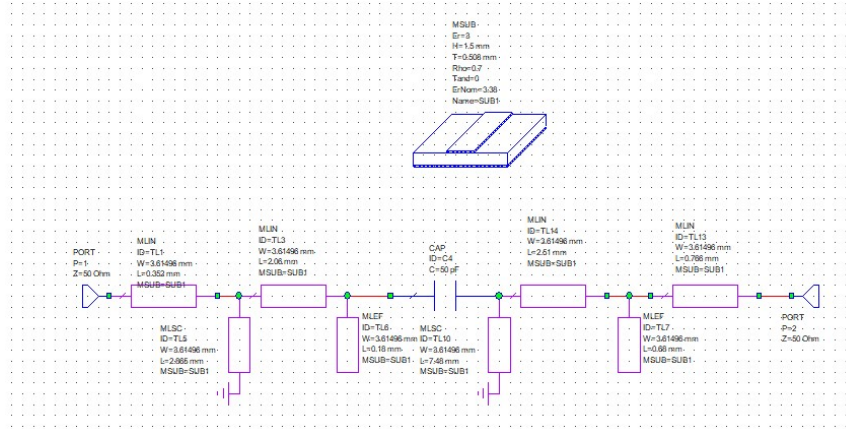 MSUB
Er=3
H=1.5 mm
T=0.508 mm
Rho=0.7
Tand=0
ErNom=3.38
Name=SUB1
PORT
P=1
Z=50 Ohm
MLIN
ID=TL1
W=3.61496 mm
L=0.352 mm
MSUB=SUB1
MLIN
ID=TL3
W=3.61496 mm
L=2.06 mm
MSUB=SUB1
CAP
ID=C4
C=50 pF
MLIN
ID=TL14
W=3.61496 mm
L=2.61 mm
MSUB=SUB1
MLIN
ID=TL13
W=3.61496 mm
L=0.766 mm
MSUB=SUB1
MLSC
ID=TL5
W=3.61496 mm
L=2.665 mm
MSUB=SUB1
MLEF
ID=TL6
W=3.61496 mm
L=0.18 mm
MSUB=SUB1
MLSC
ID=TL10
W=3.61496 mm
L=7.48 mm
MSUB=SUB1
MLEF
ID=TL7
W=3.61496 mm
L=0.68 mm
MSUB=SUB1
PORT
P=2
Z=50 Ohm